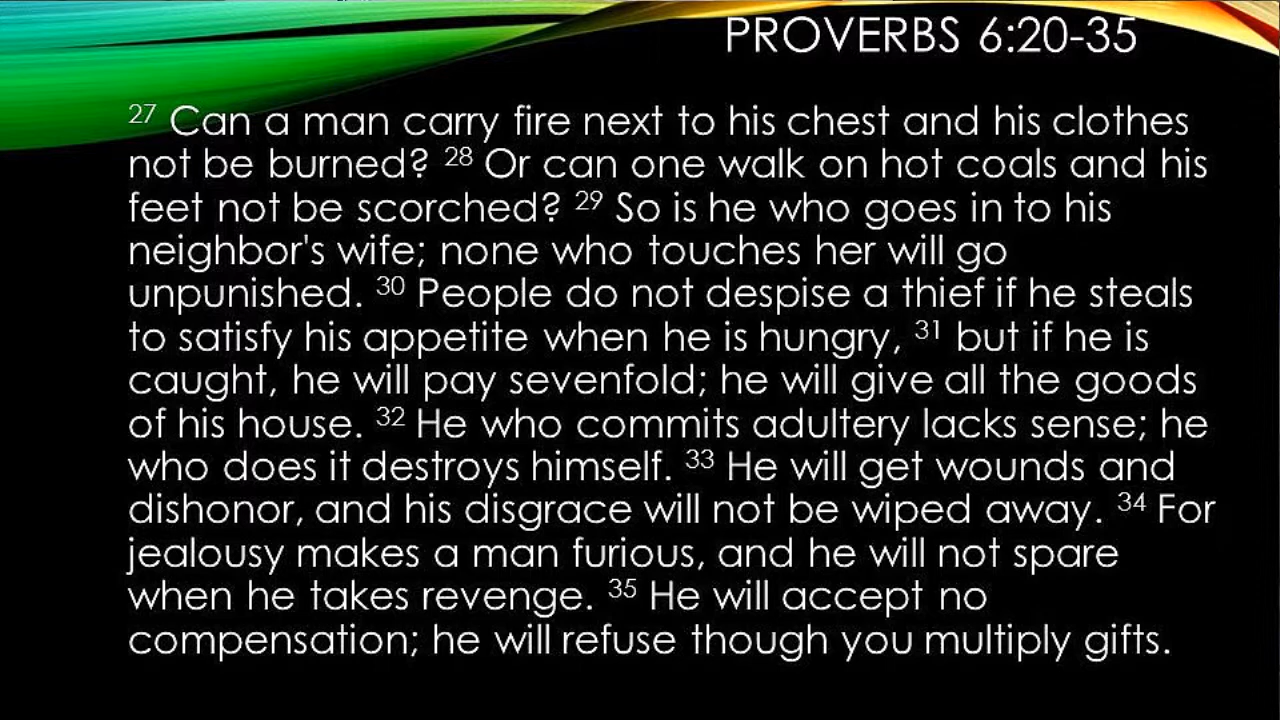 PROVERBS 6:20-35
27 Can a man carry fire next to his chest and his clothes
not be burned? 28 Or can one walk on hot coals and his
feet not be scorched? 29 So is he who goes in to his
neighbor's wife; none who touches her will go
unpunished. 30 People do not despise a thief if he steals
to satisfy his appetite when he is hungry, 31 but if he is
caught, he will pay sevenfold; he will give all the goods
of his house. 32 He who commits adultery lacks sense; he
who does it destroys himself. 33 He will get wounds and
dishonor, and his disgrace will not be wiped away. 34 For
jealousy makes a man furious, and he will not spare
when he takes revenge. 35 He will accept no
compensation; he will refuse though you multiply gifts.